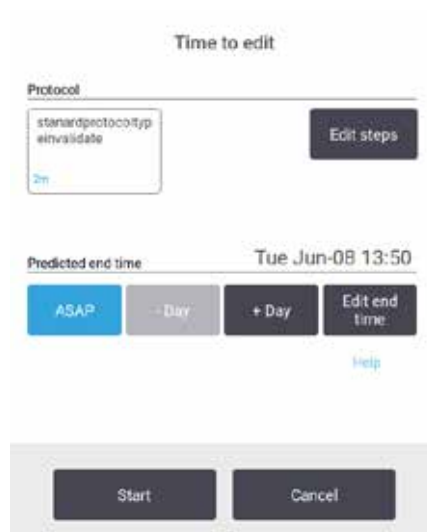 Time to edit
Protocol
stanardprotocoltyp
einvalidate
Edit steps
2m
Predicted end time
Tue Jun-08 13:50
ASAP
- Day
+ Day
Edit end
time
Help
Start
Cancel